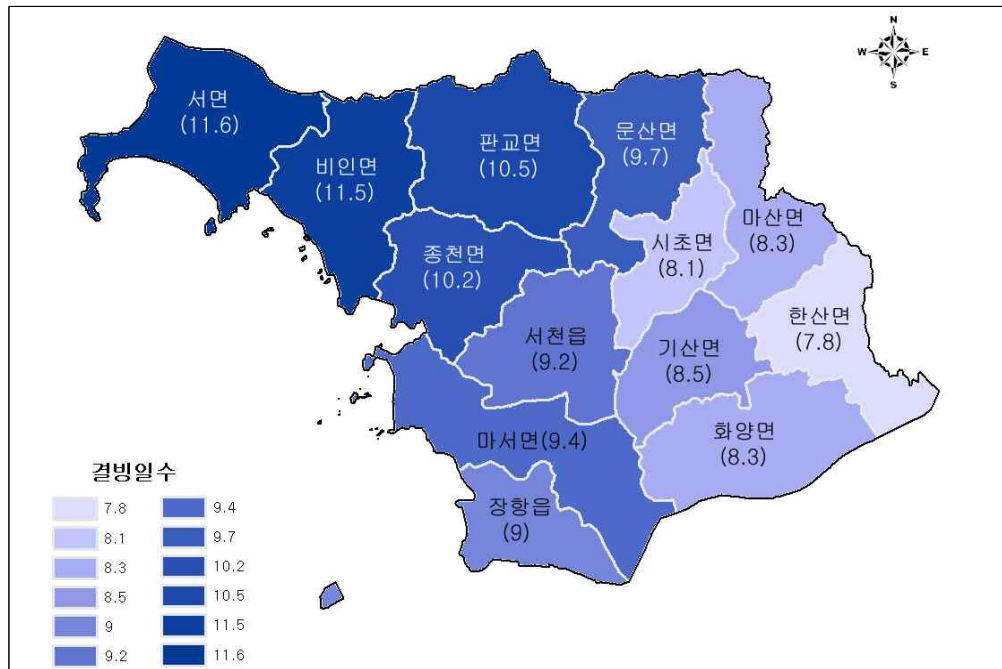 N
W E
S
서면
(11.6)
비인면
(11.5)
판교면
(10.5)
문산면
(9.7)
마산면
(8.3)
시초면
(8.1)
종천면
(10.2)
한산면
(7.8)
서천읍
(9.2)
기산면
(8.5)
화양면
(8.3)
마서면(9.4)
장항읍
(9)
결빙일수
7.8
8.1
8.3
8.5
9
9.2
9.4
9.7
10.2
10.5
11.5
11.6